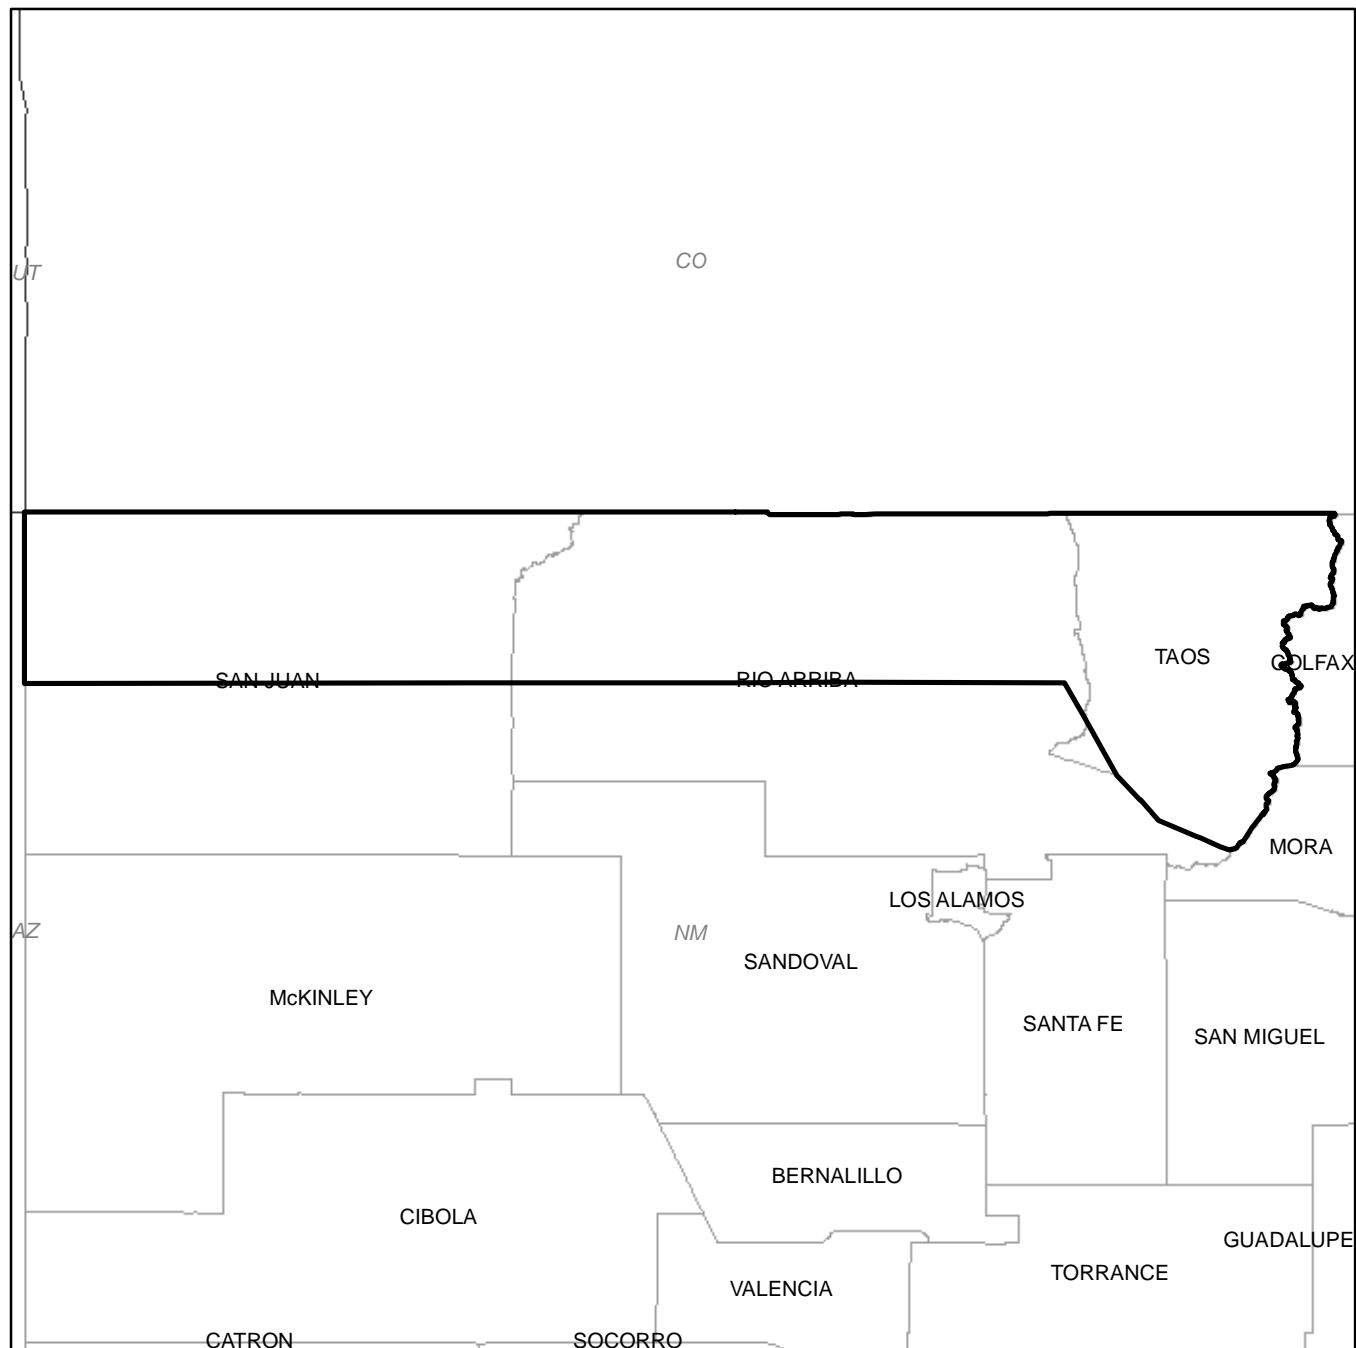 CO
UT
TAOS
COLFAX
SAN JUAN
RIO ARRIBA
MORA
LOS ALAMOS
AZ
NM
SANDOVAL
McKINLEY
SANTA FE
SAN MIGUEL
BERNALILLO
CIBOLA
GUADALUPE
TORRANCE
VALENCIA
CATRON
SOCORRO